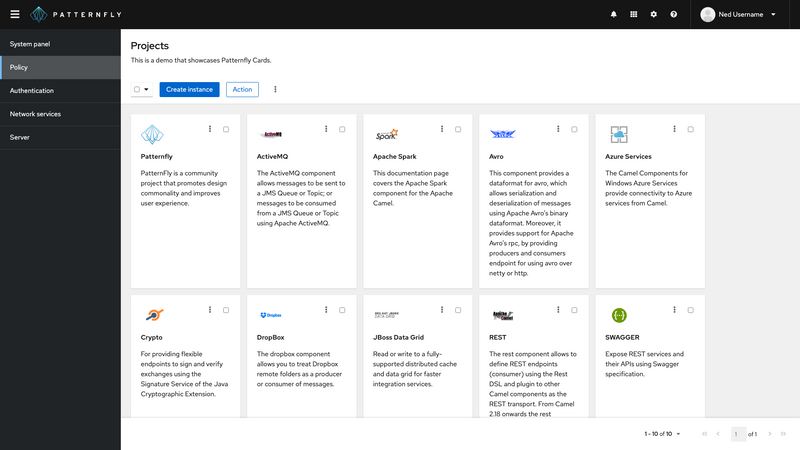 PATTERNFLY
Ned Username
System panel
Policy
Authentication
Network services
Server
Projects
This is a demo that showcases Patternfly Cards.
Create instance
Action
Patternfly
PatternFly is a community
project that promotes design
commonality and improves
user experience.
ActiveMQ
ActiveMQ
The ActiveMQ component
allows messages to be sent to
a JMS Queue or Topic; or
messages to be consumed
from a JMS Queue or Topic
using Apache ActiveMQ.
Spark
Apache Spark
This documentation page
covers the Apache Spark
component for the Apache
Camel.
Avro
This component provides a
dataformat for avro, which
allows serialization and
deserialization of messages
using Apache Avro's binary
dataformat. Moreover, it
provides support for Apache
Avro's rpc, by providing
producers and consumers
endpoint for using avro over
netty or http.
Azure Services
The Camel Components for
Windows Azure Services
provide connectivity to Azure
services from Camel.
Crypto
For providing flexible
endpoints to sign and verify
exchanges using the
Signature Service of the Java
Cryptographic Extension.
Dropbox
DropBox
The dropbox component
allows you to treat Dropbox
remote folders as a producer
or consumer of messages.
RED HAT JBOSS
DATA GRID
JBoss Data Grid
Read or write to a fully-
supported distributed cache
and data grid for faster
integration services.
Apache
Camel
REST
The rest component allows to
define REST endpoints
(consumer) using the Rest
DSL and plugin to other
Camel components as the
REST transport. From Camel
2.18 onwards the rest
{···}
SWAGGER
Expose REST services and
their APIs using Swagger
specification.
1 - 10 of 10
1 of 1